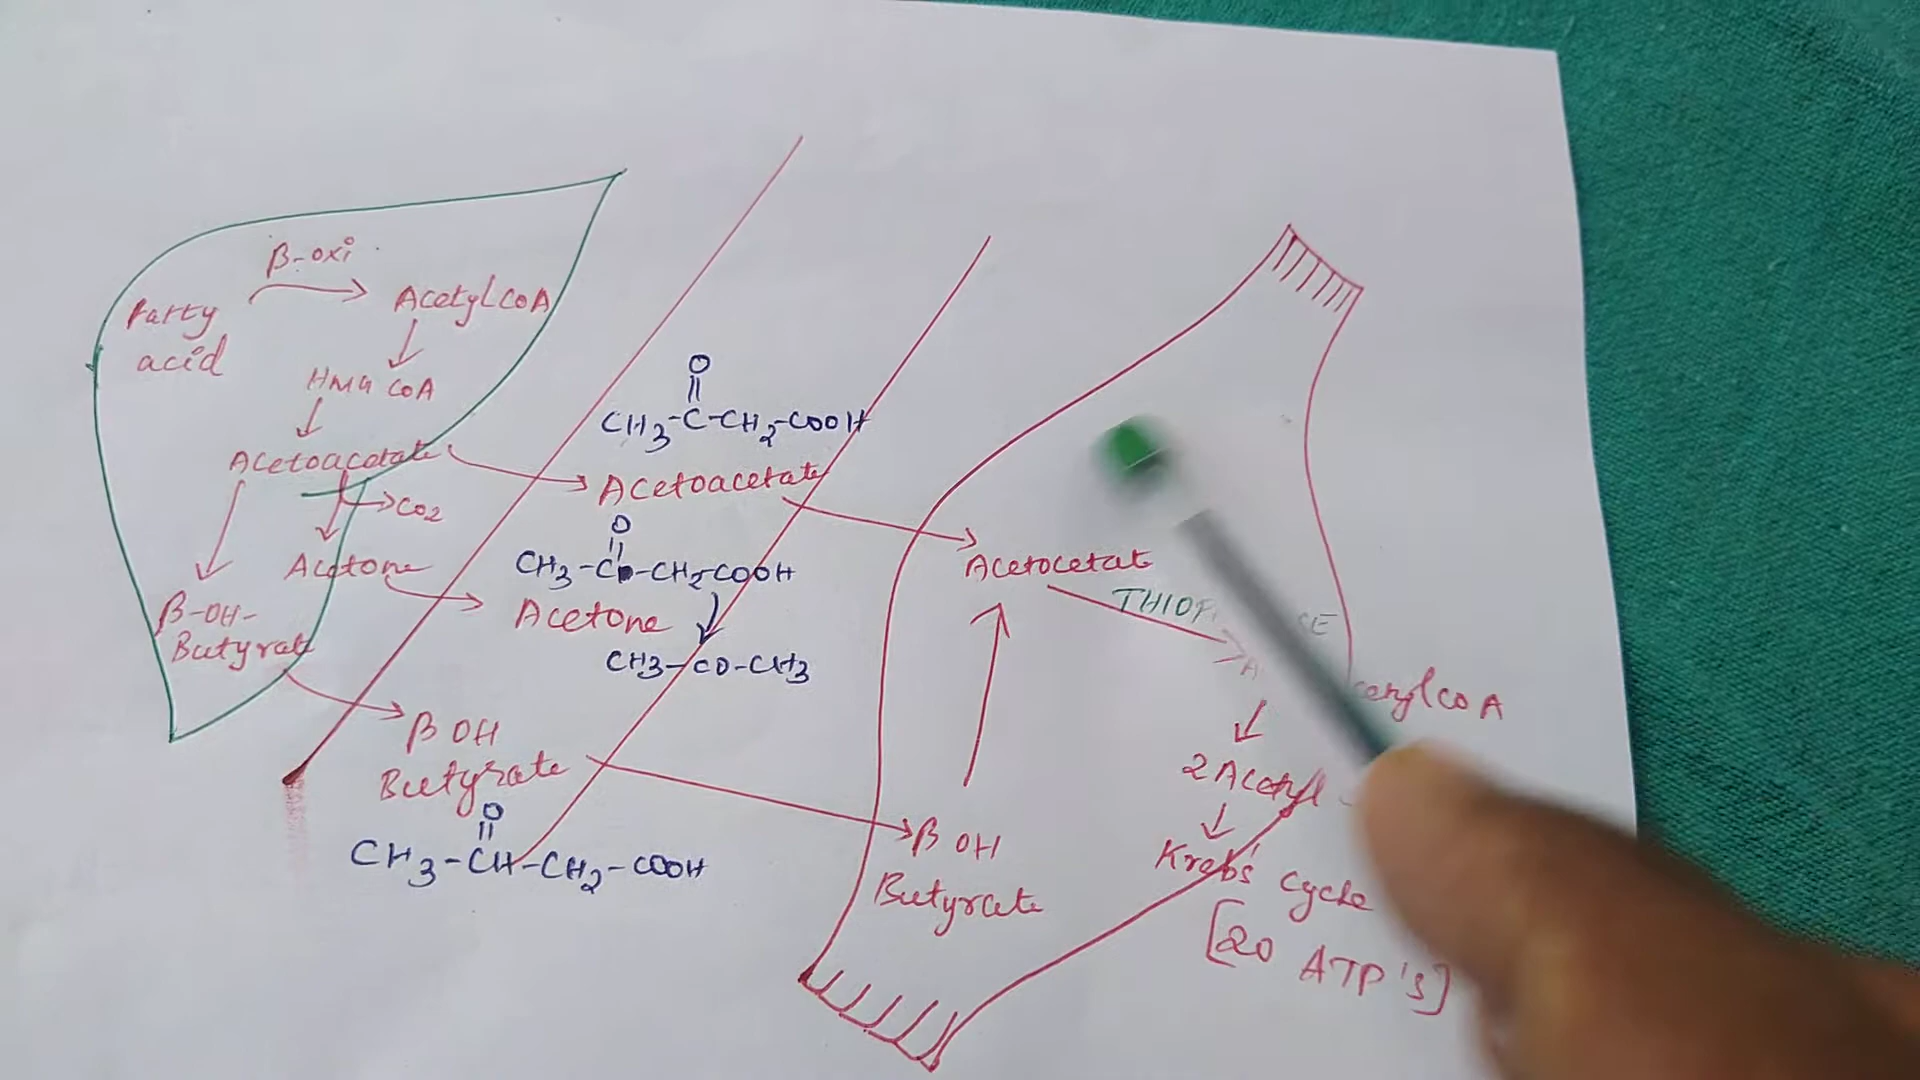 β-oxi
Fatty
acid
Acetyl CoA
HMG CoA
Acetoacetate
CO2
Acetone
β-OH-
Butyrate
O
CH3-C-CH2-COOH
Acetoacetate
O
CH3-C-CH2-COOH
Acetone
CH3-CO-CH3
β OH
Butyrate
O
CH3-CH-CH2-COOH
Acetocetate
β OH
Butyrate
CoA
2 Acetyl
Kreb's cycle
[20 ATP's]